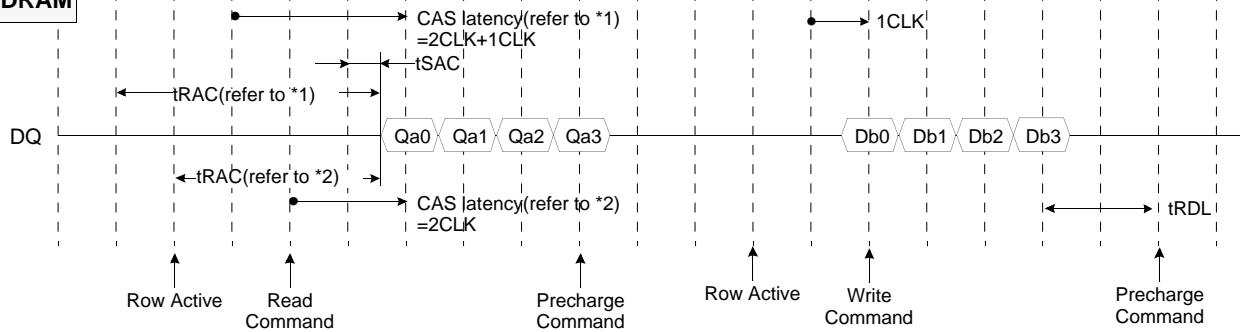 DRAM
CAS latency(refer to *1)
=2CLK+1CLK
1CLK
tSAC
tRAC(refer to *1)
DQ
Qa0 Qa1 Qa2 Qa3 Db0 Db1 Db2 Db3
tRAC(refer to *2)
CAS latency(refer to *2)
=2CLK
tRDL
Row Active
Read
Command
Precharge
Command
Row Active
Write
Command
Precharge
Command